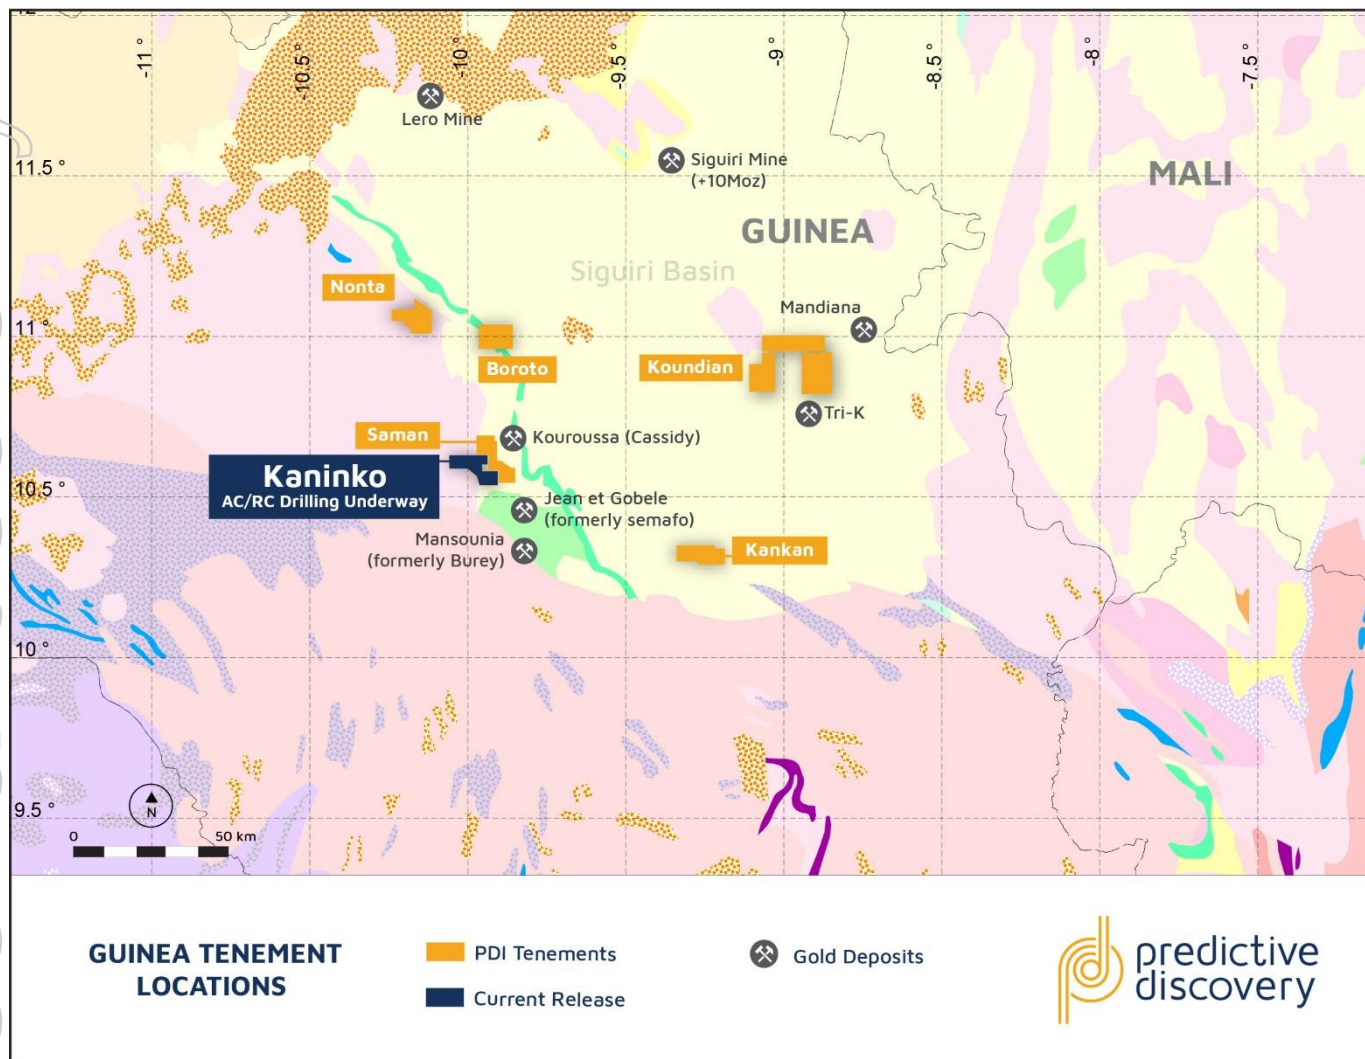 12 °
-11 °
-10.5 °
-10 °
-9.5 °
-9 °
-8.5 °
-8 °
-7.5 °
Lero Mine
Siguiri Mine
(+10Moz)
MALI
11.5 °
GUINEA
Siguiri Basin
Nonta
Mandiana
11 °
Boroto
Koundian
Tri-K
Saman
Kouroussa (Cassidy)
Kaninko
AC/RC Drilling Underway
10.5 °
Jean et Gobele
(formerly semafo)
Mansounia
(formerly Burey)
Kankan
10 °
9.5 °
N
0 50 km
GUINEA TENEMENT
LOCATIONS
PDI Tenements
Current Release
Gold Deposits
predictive
discovery